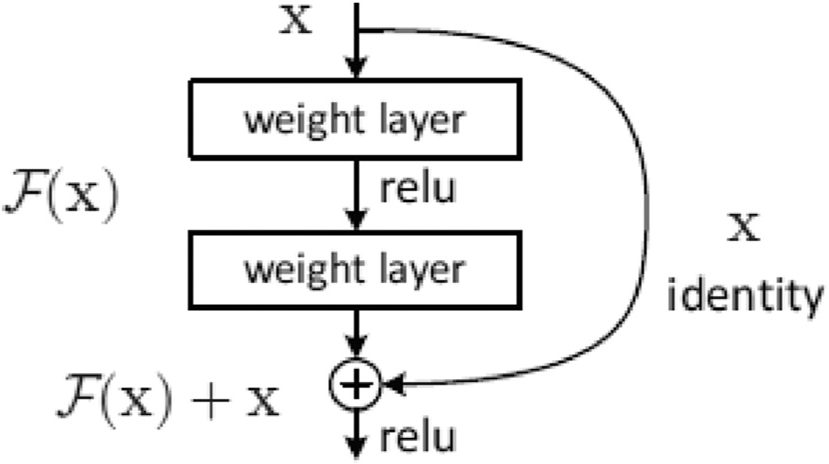 x
weight layer
relu
F(x)
x
weight layer
identity
F(x) + x
+
relu